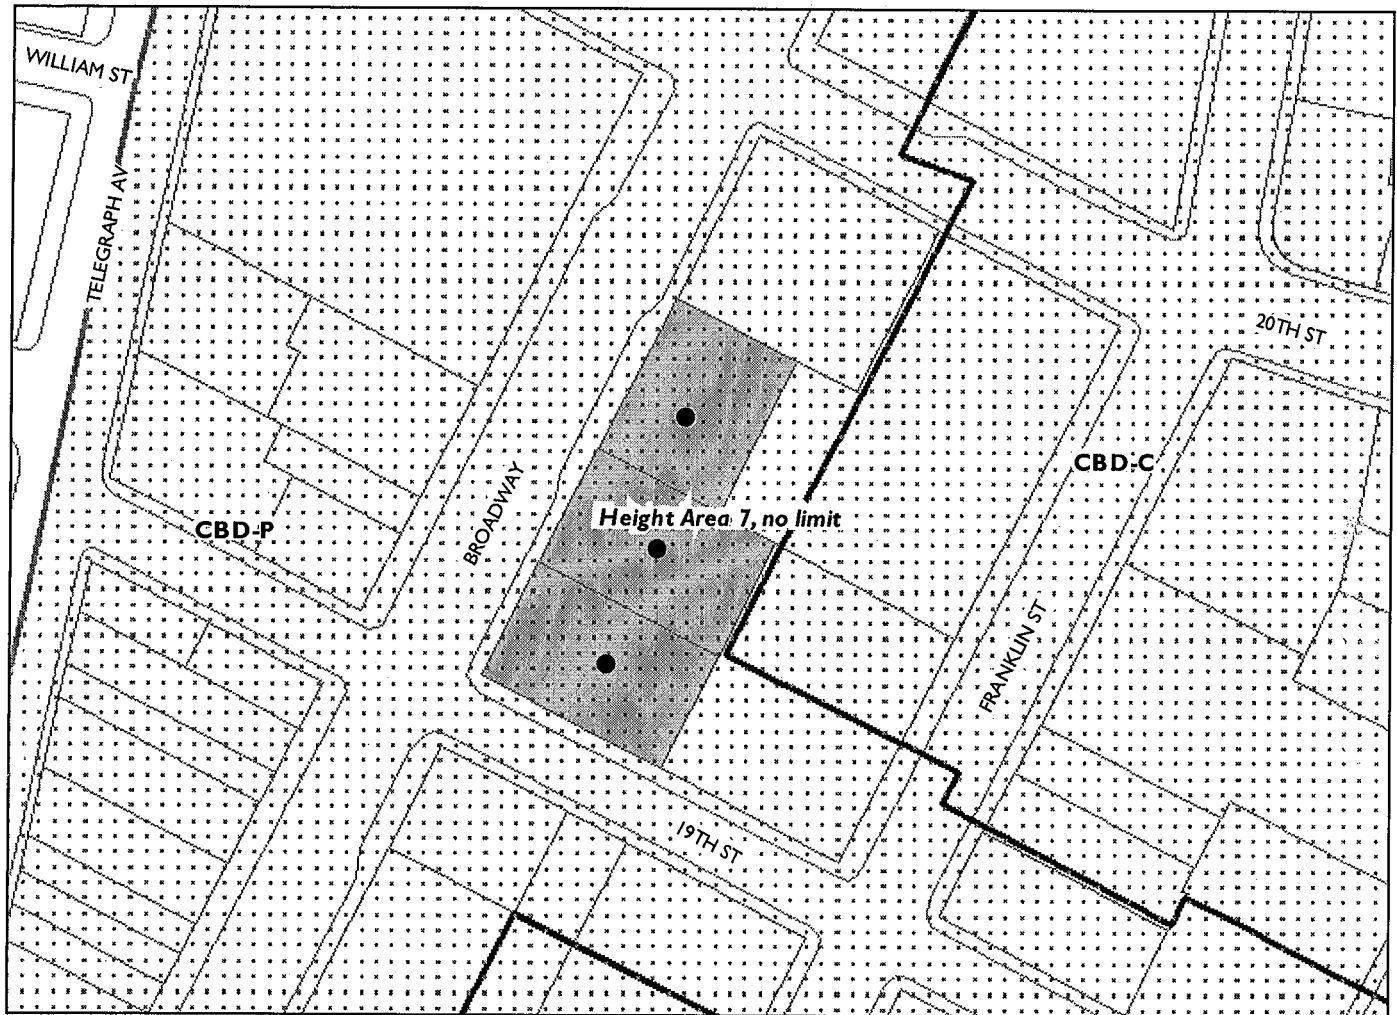 WILLIAM ST
TELEGRAPH AV
20TH ST
CBD-C
BROADWAY
Height Area 7, no limit
CBD-P
FRANKLIN ST
19TH ST